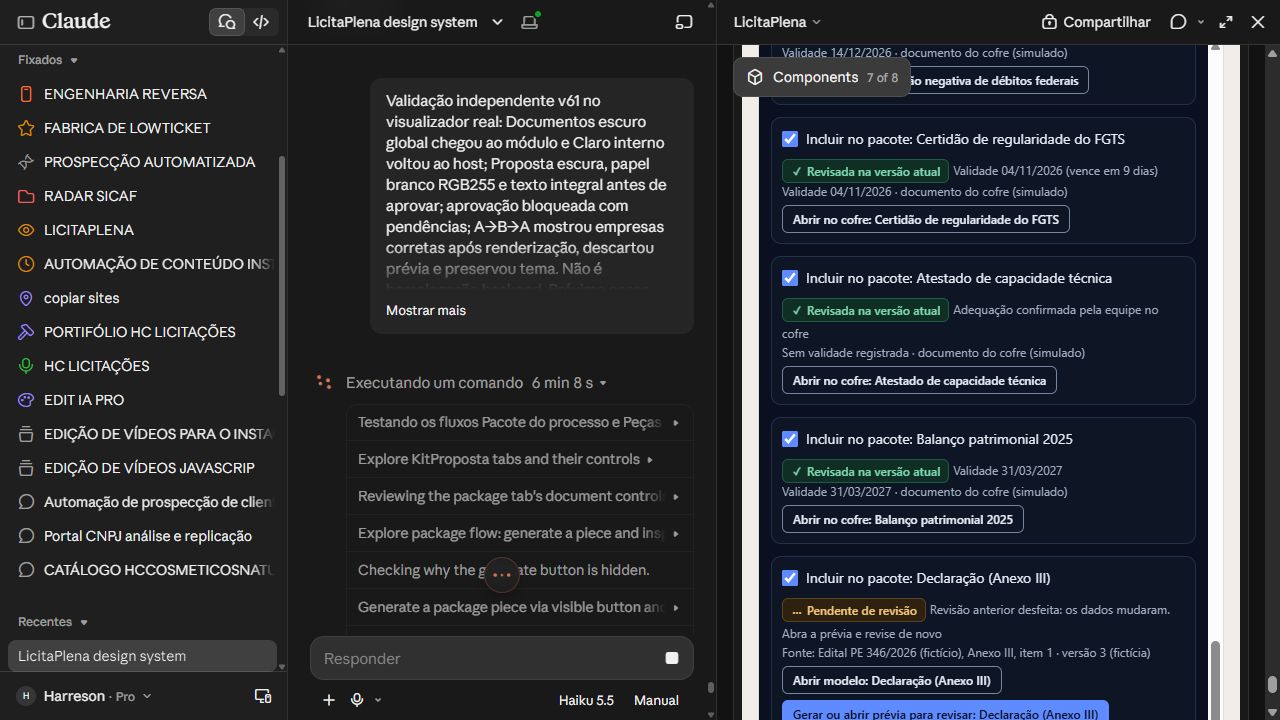 Claude
Fixados
ENGENHARIA REVERSA
FABRICA DE LOWTICKET
PROSPECÇÃO AUTOMATIZADA
RADAR SICAF
LICITAPLENA
AUTOMAÇÃO DE CONTEÚDO INST
copiar sites
PORTIFÓLIO HC LICITAÇÕES
HC LICITAÇÕES
EDIT IA PRO
EDIÇÃO DE VÍDEOS PARA O INSTA
EDIÇÃO DE VÍDEOS JAVASCRIP
Automação de prospecção de clien
Portal CNPJ análise e replicação
CATÁLOGO HCCOSMETICOSNATU
Recentes
LicitaPlena design system
H Harreson · Pro
LicitaPlena design system
Validação independente v61 no
visualizador real: Documentos escuro
global chegou ao módulo e Claro interno
voltou ao host; Proposta escura, papel
branco RGB255 e texto integral antes de
aprovar; aprovação bloqueada com
pendências; A→B→A mostrou empresas
corretas após renderização, descartou
prévia e preservou tema. Não é
Mostrar mais
Executando um comando 6 min 8 s
Testando os fluxos Pacote do processo e Peças
Explore KitProposta tabs and their controls
Reviewing the package tab's document control
Explore package flow: generate a piece and insp
Checking why the g ate button is hidden.
Generate a package piece via visible button and
Responder
Haiku 5.5 Manual
LicitaPlena
Compartilhar
Components 7 of 8
Validade 14/12/2026 · documento do cofre (simulado)
ão negativa de débitos federais
Incluir no pacote: Certidão de regularidade do FGTS
✓ Revisada na versão atual Validade 04/11/2026 (vence em 9 dias)
Validade 04/11/2026 · documento do cofre (simulado)
Abrir no cofre: Certidão de regularidade do FGTS
Incluir no pacote: Atestado de capacidade técnica
✓ Revisada na versão atual Adequação confirmada pela equipe no
cofre
Sem validade registrada · documento do cofre (simulado)
Abrir no cofre: Atestado de capacidade técnica
Incluir no pacote: Balanço patrimonial 2025
✓ Revisada na versão atual Validade 31/03/2027
Validade 31/03/2027 · documento do cofre (simulado)
Abrir no cofre: Balanço patrimonial 2025
Incluir no pacote: Declaração (Anexo III)
… Pendente de revisão Revisão anterior desfeita: os dados mudaram.
Abra a prévia e revise de novo
Fonte: Edital PE 346/2026 (fictício), Anexo III, item 1 · versão 3 (fictícia)
Abrir modelo: Declaração (Anexo III)
Gerar ou abrir prévia para revisar: Declaração (Anexo III)